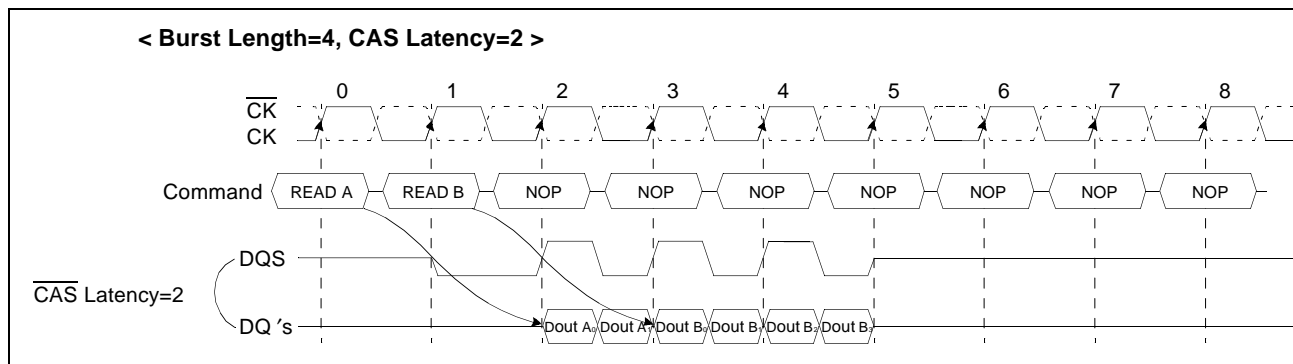 < Burst Length=4, CAS Latency=2 >
0 1 2 3 4 5 6 7 8
CK
CK
Command READ A READ B NOP NOP NOP NOP NOP NOP NOP
DQS
CAS Latency=2
DQ 's Dout A0 Dout A1 Dout B0 Dout B1 Dout B2 Dout B3